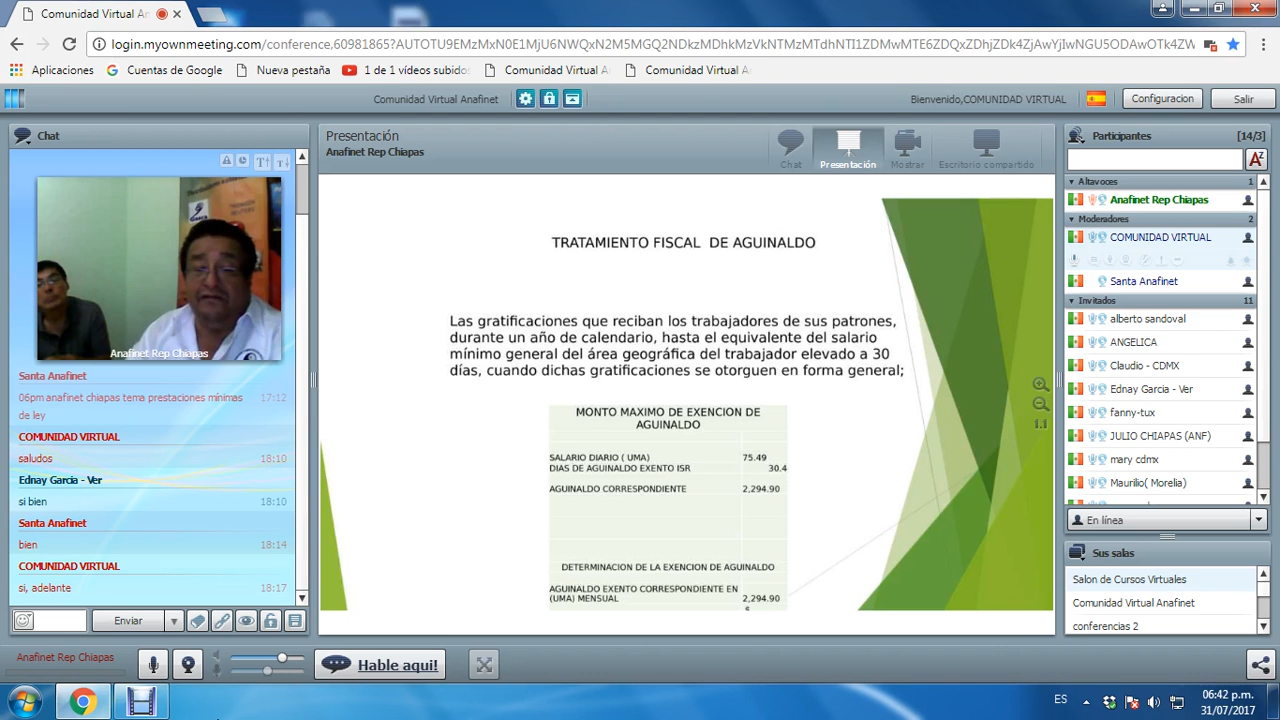 Comunidad Virtual An
login.myownmeeting.com/conference,60981865?AUTOTU9EMzMxN0E1MjU6NWQxN2M5MGQ2NDkzMDhkMzVkNTMzMTdhNTI1ZDMwMTE6ZDQxZDhjZDk4ZjAwYjIwNGU5ODAwOTk4ZW
Aplicaciones
Cuentas de Google
Nueva pestaña
1 de 1 vídeos subidos
Comunidad Virtual A
Comunidad Virtual A
Comunidad Virtual Anafinet
Bienvenido,COMUNIDAD VIRTUAL
Configuracion
Salir
Chat
Anafinet Rep Chiapas
Santa Anafinet
06pm anafinet chiapas tema prestaciones mínimas 17:12
de ley
COMUNIDAD VIRTUAL
saludos 18:10
Ednay Garcia - Ver
si bien 18:10
Santa Anafinet
bien 18:14
COMUNIDAD VIRTUAL
si, adelante 18:17
Enviar
Presentación
Anafinet Rep Chiapas
Chat
Presentación
Mostrar
Escritorio compartido
TRATAMIENTO FISCAL DE AGUINALDO
Las gratificaciones que reciban los trabajadores de sus patrones,
durante un año de calendario, hasta el equivalente del salario
mínimo general del área geográfica del trabajador elevado a 30
días, cuando dichas gratificaciones se otorguen en forma general;
MONTO MAXIMO DE EXENCION DE
AGUINALDO
SALARIO DIARIO ( UMA) 75.49
DIAS DE AGUINALDO EXENTO ISR 30.4
AGUINALDO CORRESPONDIENTE 2,294.90
DETERMINACION DE LA EXENCION DE AGUINALDO
AGUINALDO EXENTO CORRESPONDIENTE EN
(UMA) MENSUAL 2,294.90
1:1
Participantes [14/3]
Altavoces 1
Anafinet Rep Chiapas
Moderadores 2
COMUNIDAD VIRTUAL
Santa Anafinet
Invitados 11
alberto sandoval
ANGELICA
Claudio - CDMX
Ednay Garcia - Ver
fanny-tux
JULIO CHIAPAS (ANF)
mary cdmx
Maurilio( Morelia)
En línea
Sus salas
Salon de Cursos Virtuales
Comunidad Virtual Anafinet
conferencias 2
Anafinet Rep Chiapas
Hable aqui!
ES
06:42 p.m.
31/07/2017